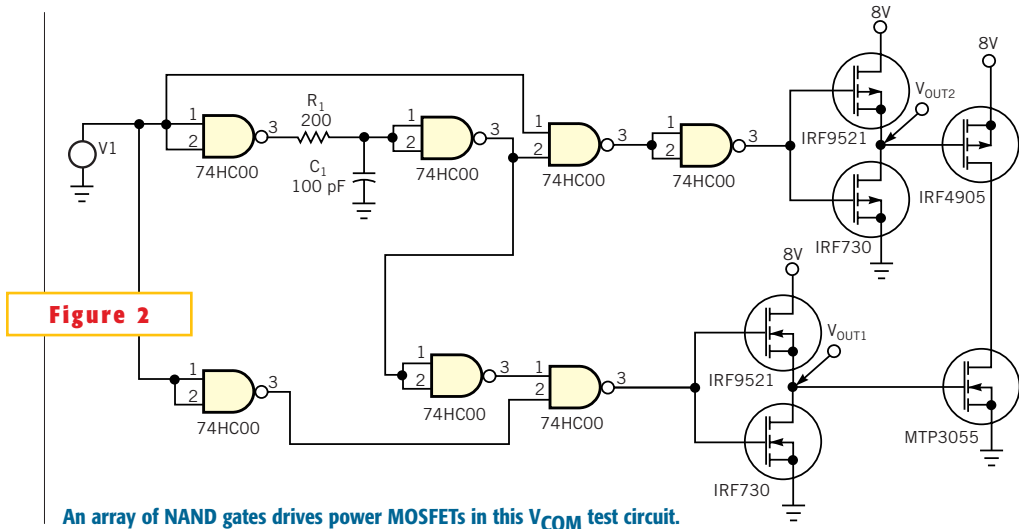 8V
8V
R1
200
VOUT2
1
2
3
1
2
3
1
2
3
1
2
3
V1
IRF9521
74HC00
C1
100 pF
74HC00
74HC00
74HC00
IRF4905
IRF730
8V
Figure 2
VOUT1
1
2
3
1
2
3
1
2
3
IRF9521
74HC00
74HC00
74HC00
MTP3055
IRF730
An array of NAND gates drives power MOSFETs in this VCOM test circuit.